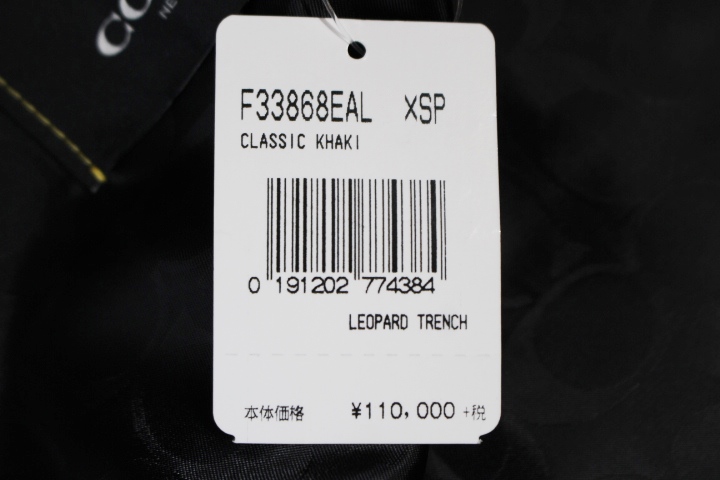 F33868EAL XSP
CLASSIC KHAKI
0 191202 774384
LEOPARD TRENCH
本体価格 ¥110,000 +税